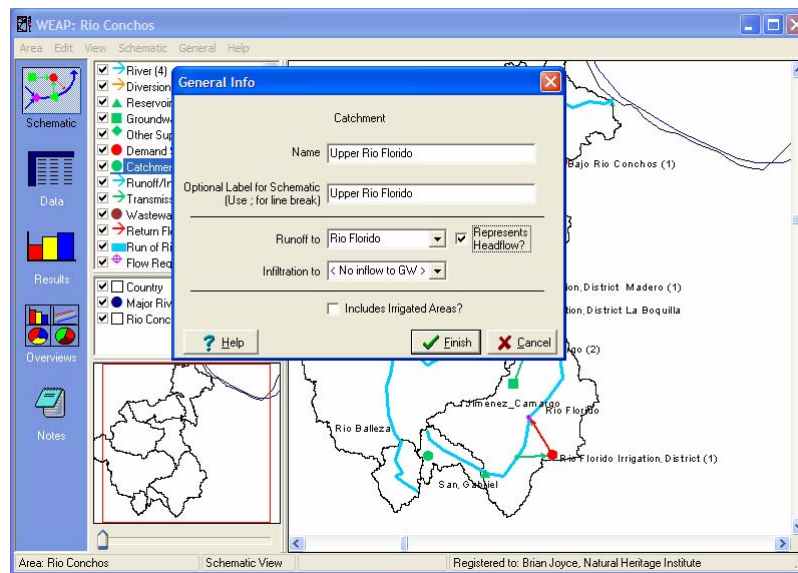 WEAP: Rio Conchos
Area Edit View Schematic General Help
Schematic
Data
Results
Overviews
Notes
River (4)
Diversion
Reservoir
Groundw
Other Sup
Demand
Catchmen
Runoff/In
Transmiss
Wastewa
Return Fl
Run of Ri
Flow Req
Country
Major Riv
Rio Conc
General Info
Catchment
Name Upper Rio Florido
Optional Label for Schematic
(Use ; for line break) Upper Rio Florido
Runoff to Rio Florido Represents
Headflow?
Infiltration to < No inflow to GW >
Includes Irrigated Areas?
? Help Finish Cancel
Bajo Rio Conchos (1)
ion, District Madero (1)
tion, District La Boquilla
go (2)
Jimenez_Camargo
Rio Florido
Rio Balleza
Rio Florido Irrigation, District (1)
San, Gabriel
Area: Rio Conchos Schematic View Registered to: Brian Joyce, Natural Heritage Institute